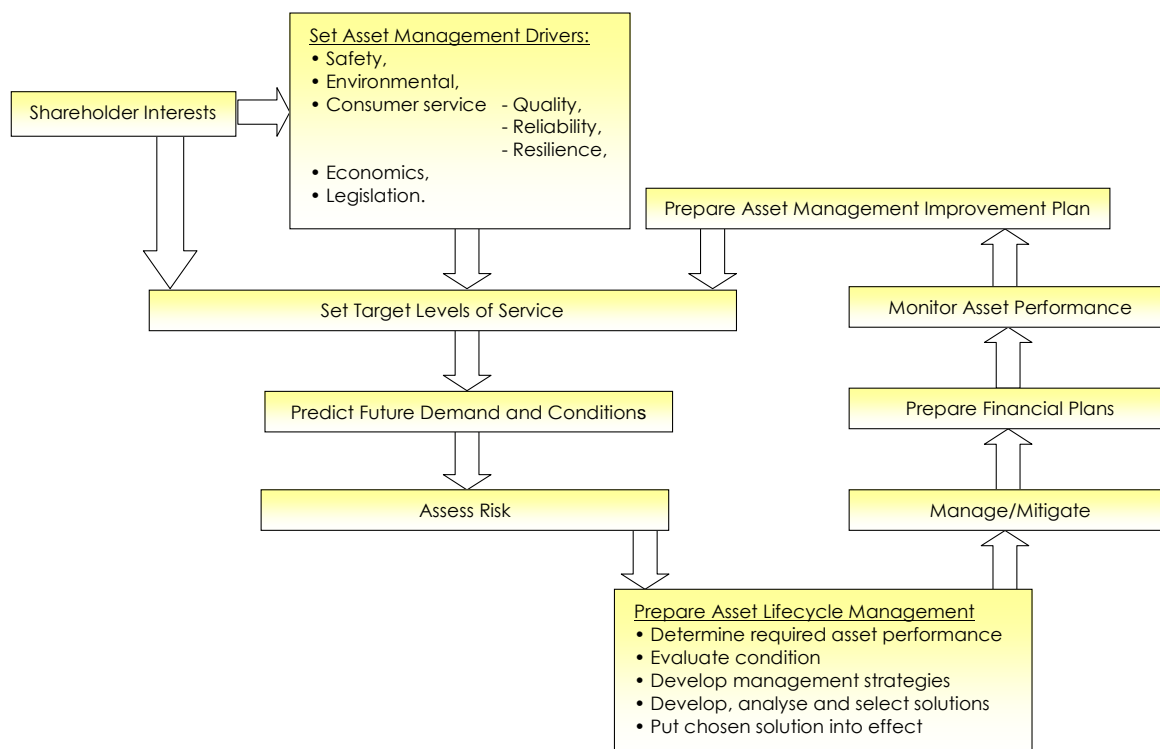 Set Asset Management Drivers:
• Safety,
• Environmental,
• Consumer service - Quality,
- Reliability,
- Resilience,
• Economics,
• Legislation.
Shareholder Interests
Prepare Asset Management Improvement Plan
Set Target Levels of Service
Monitor Asset Performance
Predict Future Demand and Conditions
Prepare Financial Plans
Assess Risk
Manage/Mitigate
Prepare Asset Lifecycle Management
• Determine required asset performance
• Evaluate condition
• Develop management strategies
• Develop, analyse and select solutions
• Put chosen solution into effect